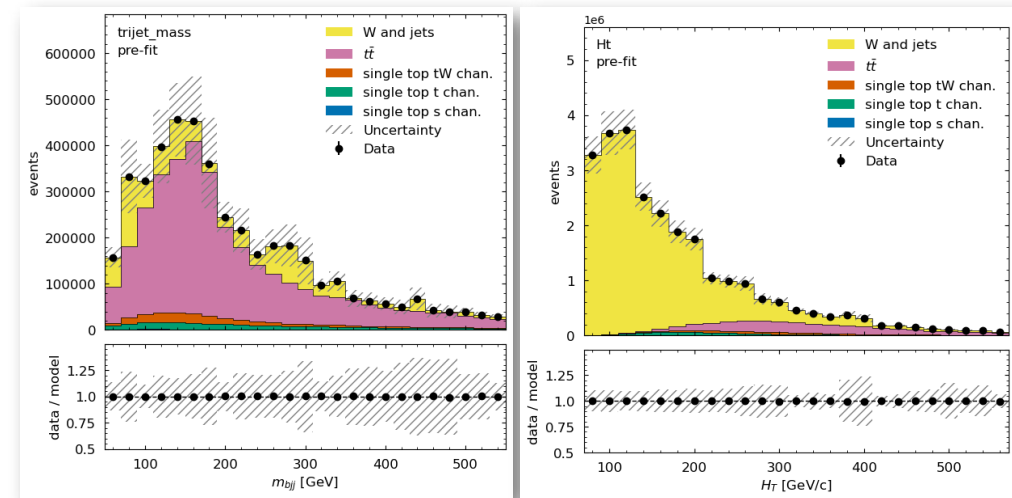 trijet_mass
pre-fit
W and jets
tt̄
single top tW chan.
single top t chan.
single top s chan.
Uncertainty
Data
events
600000
500000
400000
300000
200000
100000
0
data / model
1.25
1.00
0.75
0.5
100
200
300
400
500
m_bjj [GeV]
1e6
Ht
pre-fit
W and jets
tt̄
single top tW chan.
single top t chan.
single top s chan.
Uncertainty
Data
events
5
4
3
2
1
0
data / model
1.25
1.0
0.75
0.5
100
200
300
400
500
H_T [GeV/c]